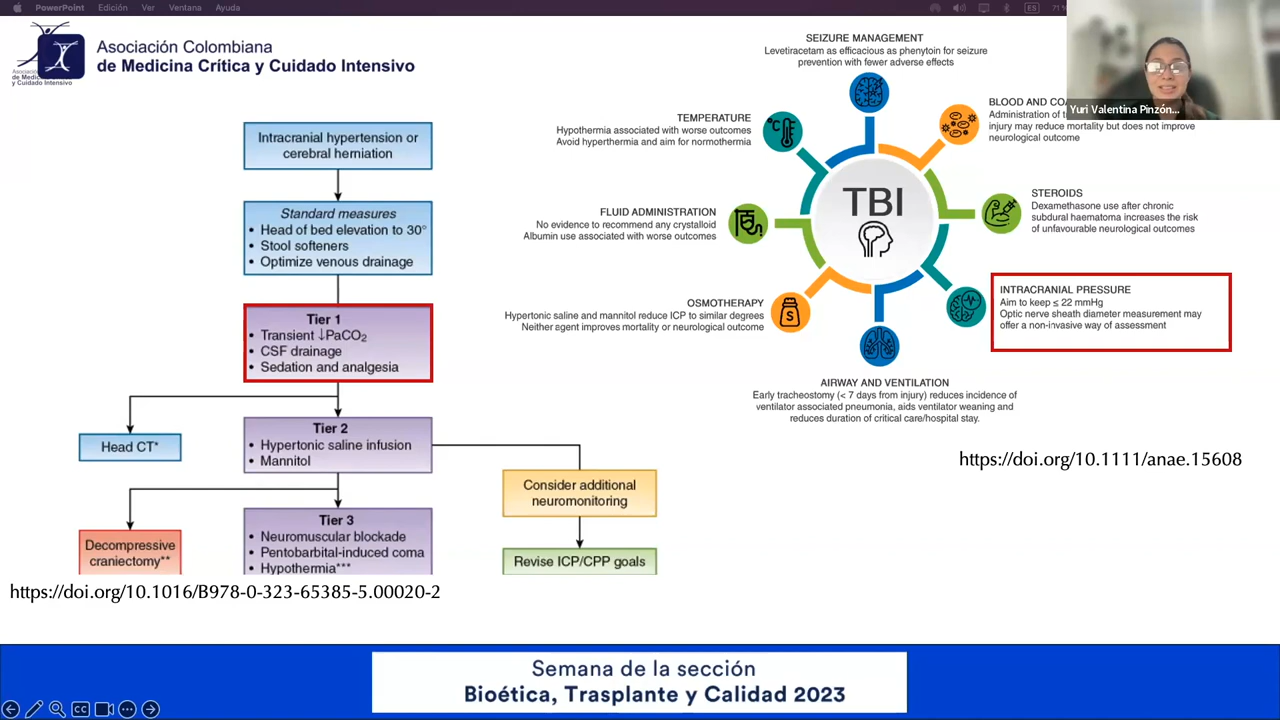 PowerPoint Edición Ver Ventana Ayuda
ES
71
Asociación Colombiana
de Medicina Crítica y Cuidado Intensivo
Intracranial hypertension or
cerebral herniation
Standard measures
• Head of bed elevation to 30°
• Stool softeners
• Optimize venous drainage
Tier 1
• Transient ↓PaCO2
• CSF drainage
• Sedation and analgesia
Head CT*
Tier 2
• Hypertonic saline infusion
• Mannitol
Consider additional
neuromonitoring
Decompressive
craniectomy**
Tier 3
• Neuromuscular blockade
• Pentobarbital-induced coma
• Hypothermia***
Revise ICP/CPP goals
https://doi.org/10.1016/B978-0-323-65385-5.00020-2
SEIZURE MANAGEMENT
Levetiracetam as efficacious as phenytoin for seizure
prevention with fewer adverse effects
TEMPERATURE
Hypothermia associated with worse outcomes
Avoid hyperthermia and aim for normothermia
°C
BLOOD AND
Yuri Valentina Pinzón...
Administration of
injury may reduce mortality but does not improve
neurological outcome
TBI
STEROIDS
Dexamethasone use after chronic
subdural haematoma increases the risk
of unfavourable neurological outcomes
FLUID ADMINISTRATION
No evidence to recommend any crystalloid
Albumin use associated with worse outcomes
INTRACRANIAL PRESSURE
Aim to keep ≤ 22 mmHg
Optic nerve sheath diameter measurement may
offer a non-invasive way of assessment
OSMOTHERAPY
Hypertonic saline and mannitol reduce ICP to similar degrees
Neither agent improves mortality or neurological outcome
S
AIRWAY AND VENTILATION
Early tracheostomy (< 7 days from injury) reduces incidence of
ventilator associated pneumonia, aids ventilator weaning and
reduces duration of critical care/hospital stay.
https://doi.org/10.1111/anae.15608
Semana de la sección
Bioética, Trasplante y Calidad 2023
CC